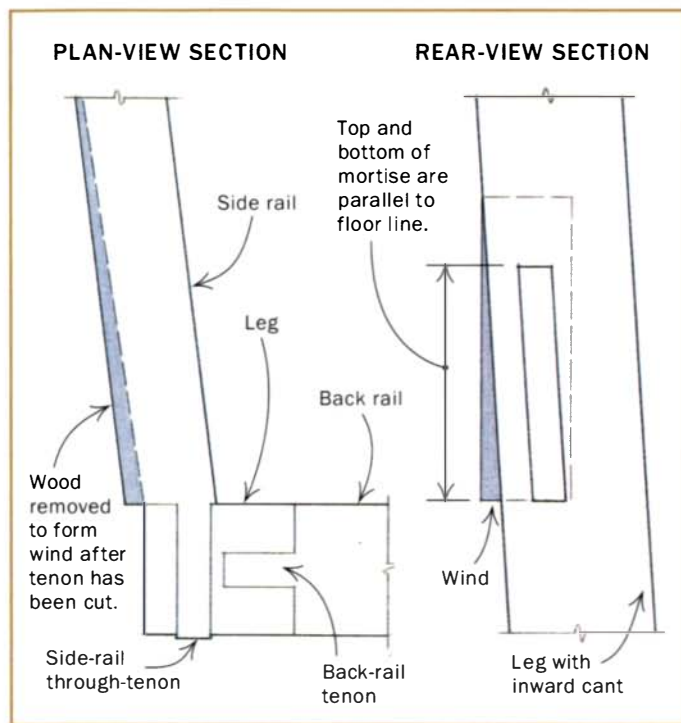 PLAN-VIEW SECTION
REAR-VIEW SECTION
Top and
bottom of
mortise are
parallel to
floor line.
Side rail
Leg
Back rail
Wood
removed
to form
wind after
tenon has
been cut.
Wind
Side-rail
through-tenon
Back-rail
tenon
Leg with
inward cant